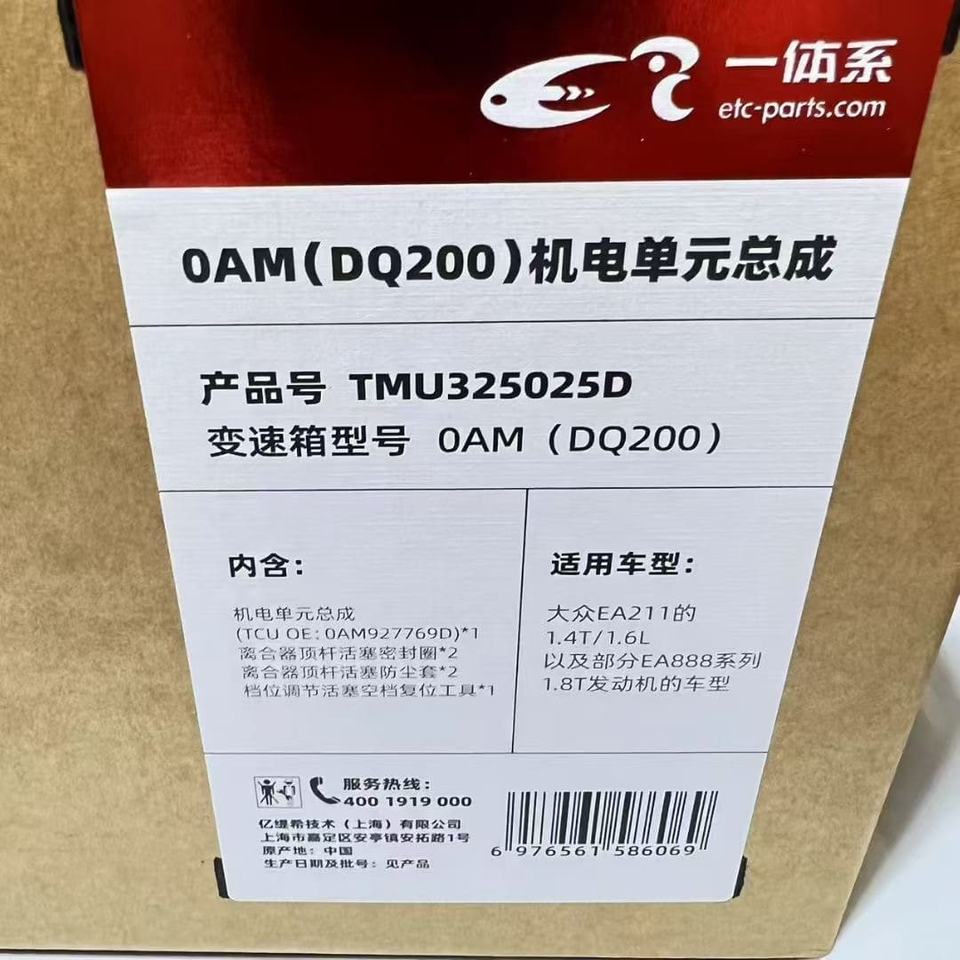 一体系
etc-parts.com
0AM(DQ200)机电单元总成
产品号 TMU325025D
变速箱型号 0AM（DQ200）
内含：
机电单元总成
(TCU OE：0AM927769D)*1
离合器顶杆活塞密封圈*2
离合器顶杆活塞防尘套*2
档位调节活塞空档复位工具*1
适用车型：
大众EA211的
1.4T/1.6L
以及部分EA888系列
1.8T发动机的车型
服务热线：
400 1919 000
亿缇希技术（上海）有限公司
上海市嘉定区安亭镇安拓路1号
原产地：中国
生产日期及批号：见产品
6 976561 586069